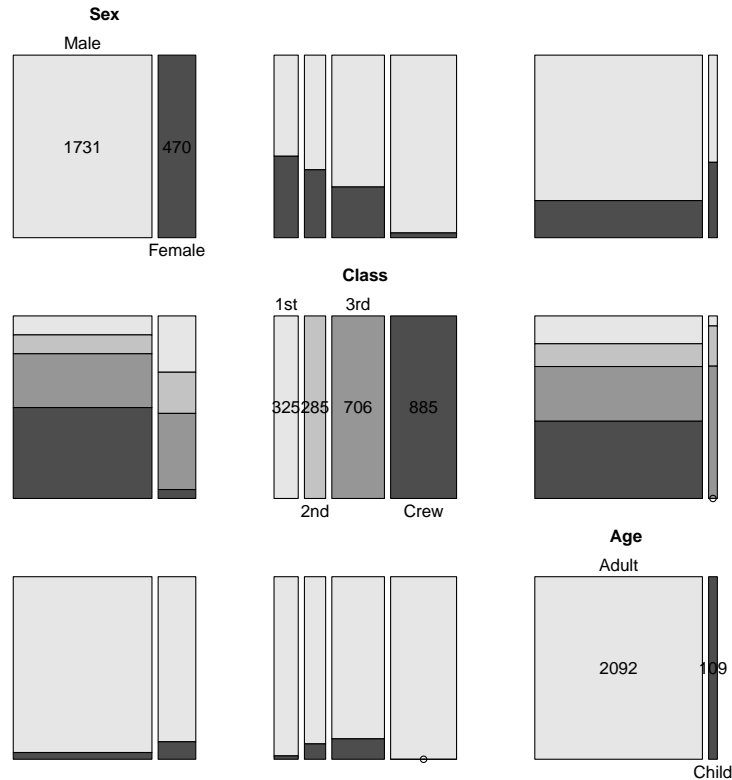 Sex
Male
1731 470
Female
Class
1st 3rd
325 285 706 885
2nd Crew
Age
Adult
2092 109
Child